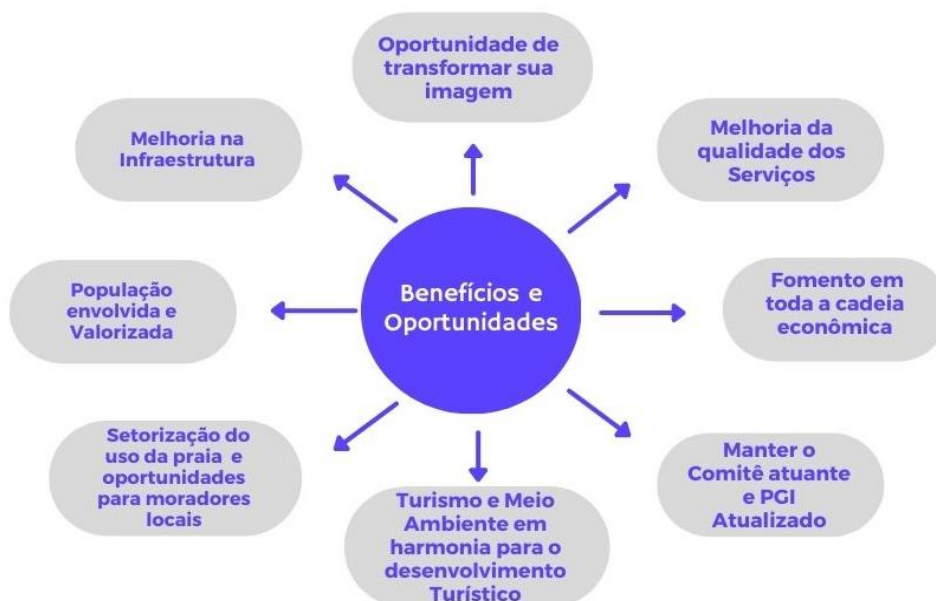 Oportunidade de
transformar sua
imagem
Melhoria na
Infraestrutura
Melhoria da
qualidade dos
Serviços
População
envolvida e
Valorizada
Benefícios e
Oportunidades
Fomento em
toda a cadeia
econômica
Setorização do
uso da praia e
oportunidades
para moradores
locais
Turismo e Meio
Ambiente em
harmonia para o
desenvolvimento
Turístico
Manter o
Comitê atuante
e PGI
Atualizado